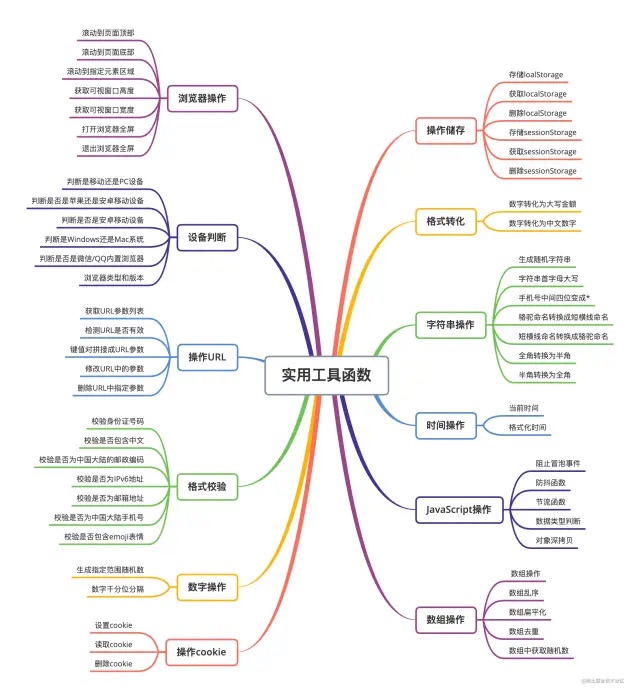 实用工具函数
浏览器操作
滚动到页面顶部
滚动到页面底部
滚动到指定元素区域
获取可视窗口高度
获取可视窗口宽度
打开浏览器全屏
退出浏览器全屏
设备判断
判断是移动还是PC设备
判断是否是苹果还是安卓移动设备
判断是否是安卓移动设备
判断是Windows还是Mac系统
判断是否是微信/QQ内置浏览器
浏览器类型和版本
操作URL
获取URL参数列表
检测URL是否有效
键值对拼接成URL参数
修改URL中的参数
删除URL中指定参数
格式校验
校验身份证号码
校验是否包含中文
校验是否为中国大陆的邮政编码
校验是否为IPv6地址
校验是否为邮箱地址
校验是否为中国大陆手机号
校验是否包含emoji表情
数字操作
生成指定范围随机数
数字千分位分隔
操作cookie
设置cookie
读取cookie
删除cookie
操作储存
存储loalStorage
获取localStorage
删除localStorage
存储sessionStorage
获取sessionStorage
删除sessionStorage
格式转化
数字转化为大写金额
数字转化为中文数字
字符串操作
生成随机字符串
字符串首字母大写
手机号中间四位变成*
骆驼命名转换成短横线命名
短横线命名转换成骆驼命名
全角转换为半角
半角转换为全角
时间操作
当前时间
格式化时间
JavaScript操作
阻止冒泡事件
防抖函数
节流函数
数据类型判断
对象深拷贝
数组操作
数组操作
数组乱序
数组扁平化
数组去重
数组中获取随机数
@稀土掘金技术社区